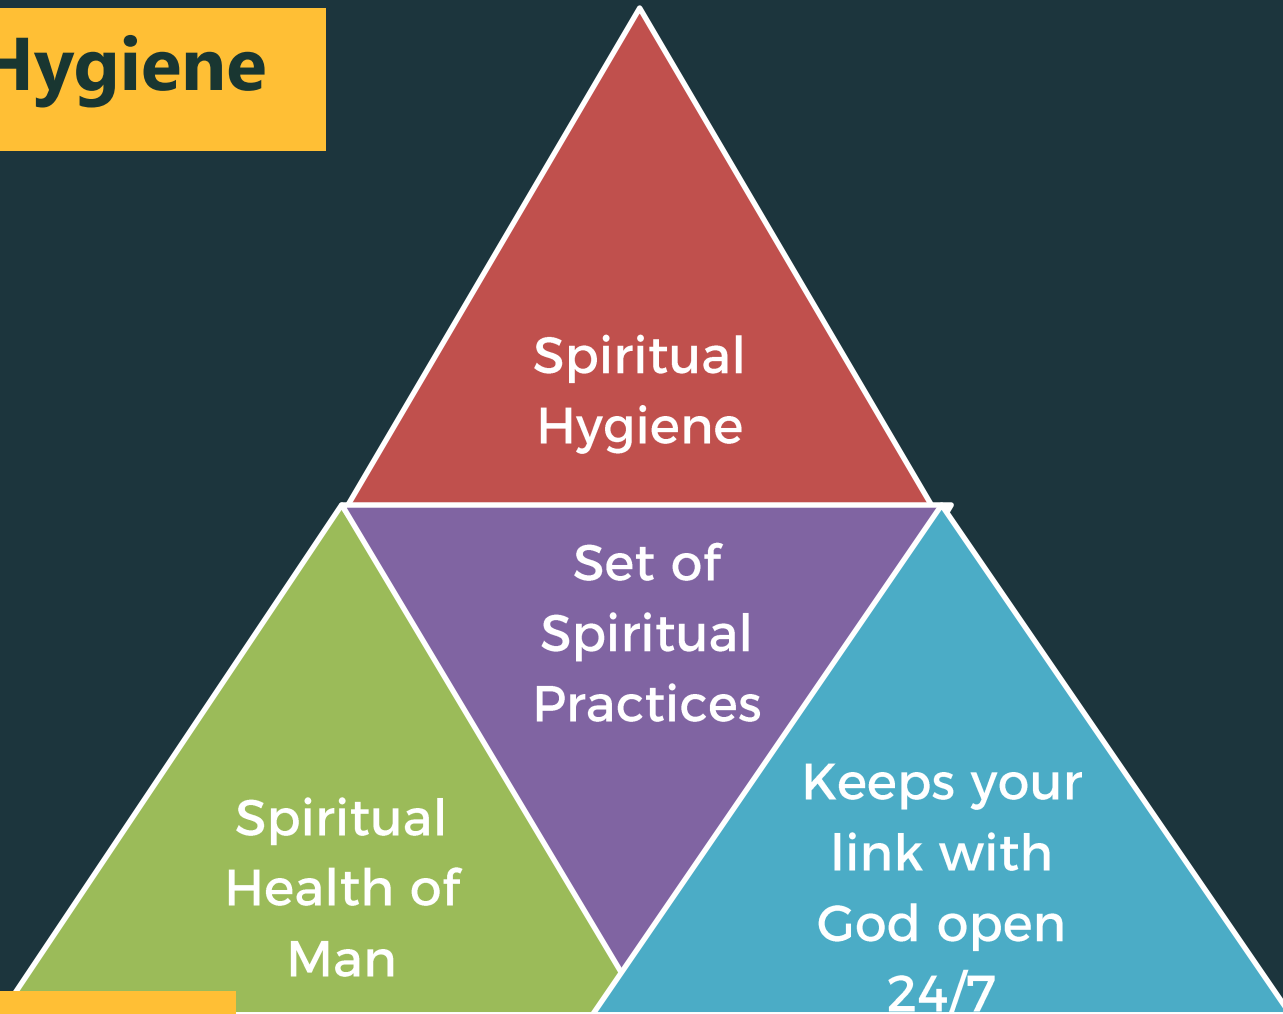 Hygiene
Spiritual
Hygiene
Set of
Spiritual
Practices
Spiritual
Health of
Man
Keeps your
link with
God open
24/7